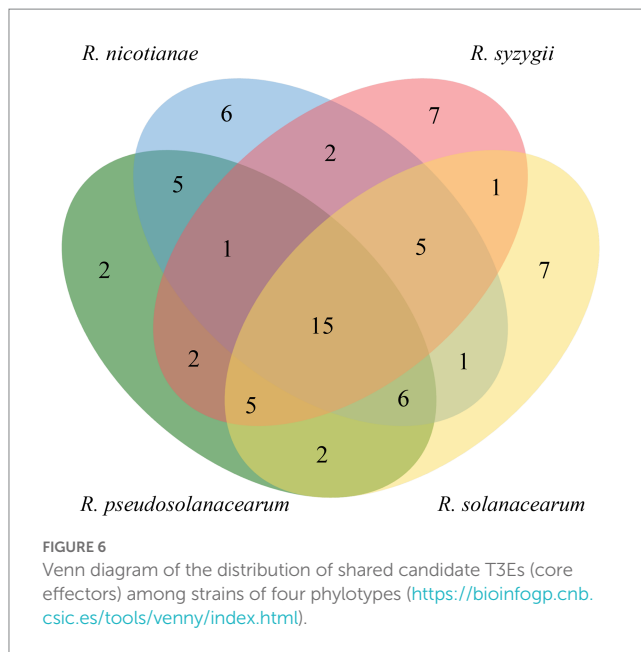 R. nicotianae R. syzygii
6 7
2
5 1
1 5
2 7
15
2 1
5 6
2
R. pseudosolanacearum R. solanacearum
FIGURE 6
Venn diagram of the distribution of shared candidate T3Es (core
effectors) among strains of four phylotypes (https://bioinfogp.cnb.
csic.es/tools/venny/index.html).